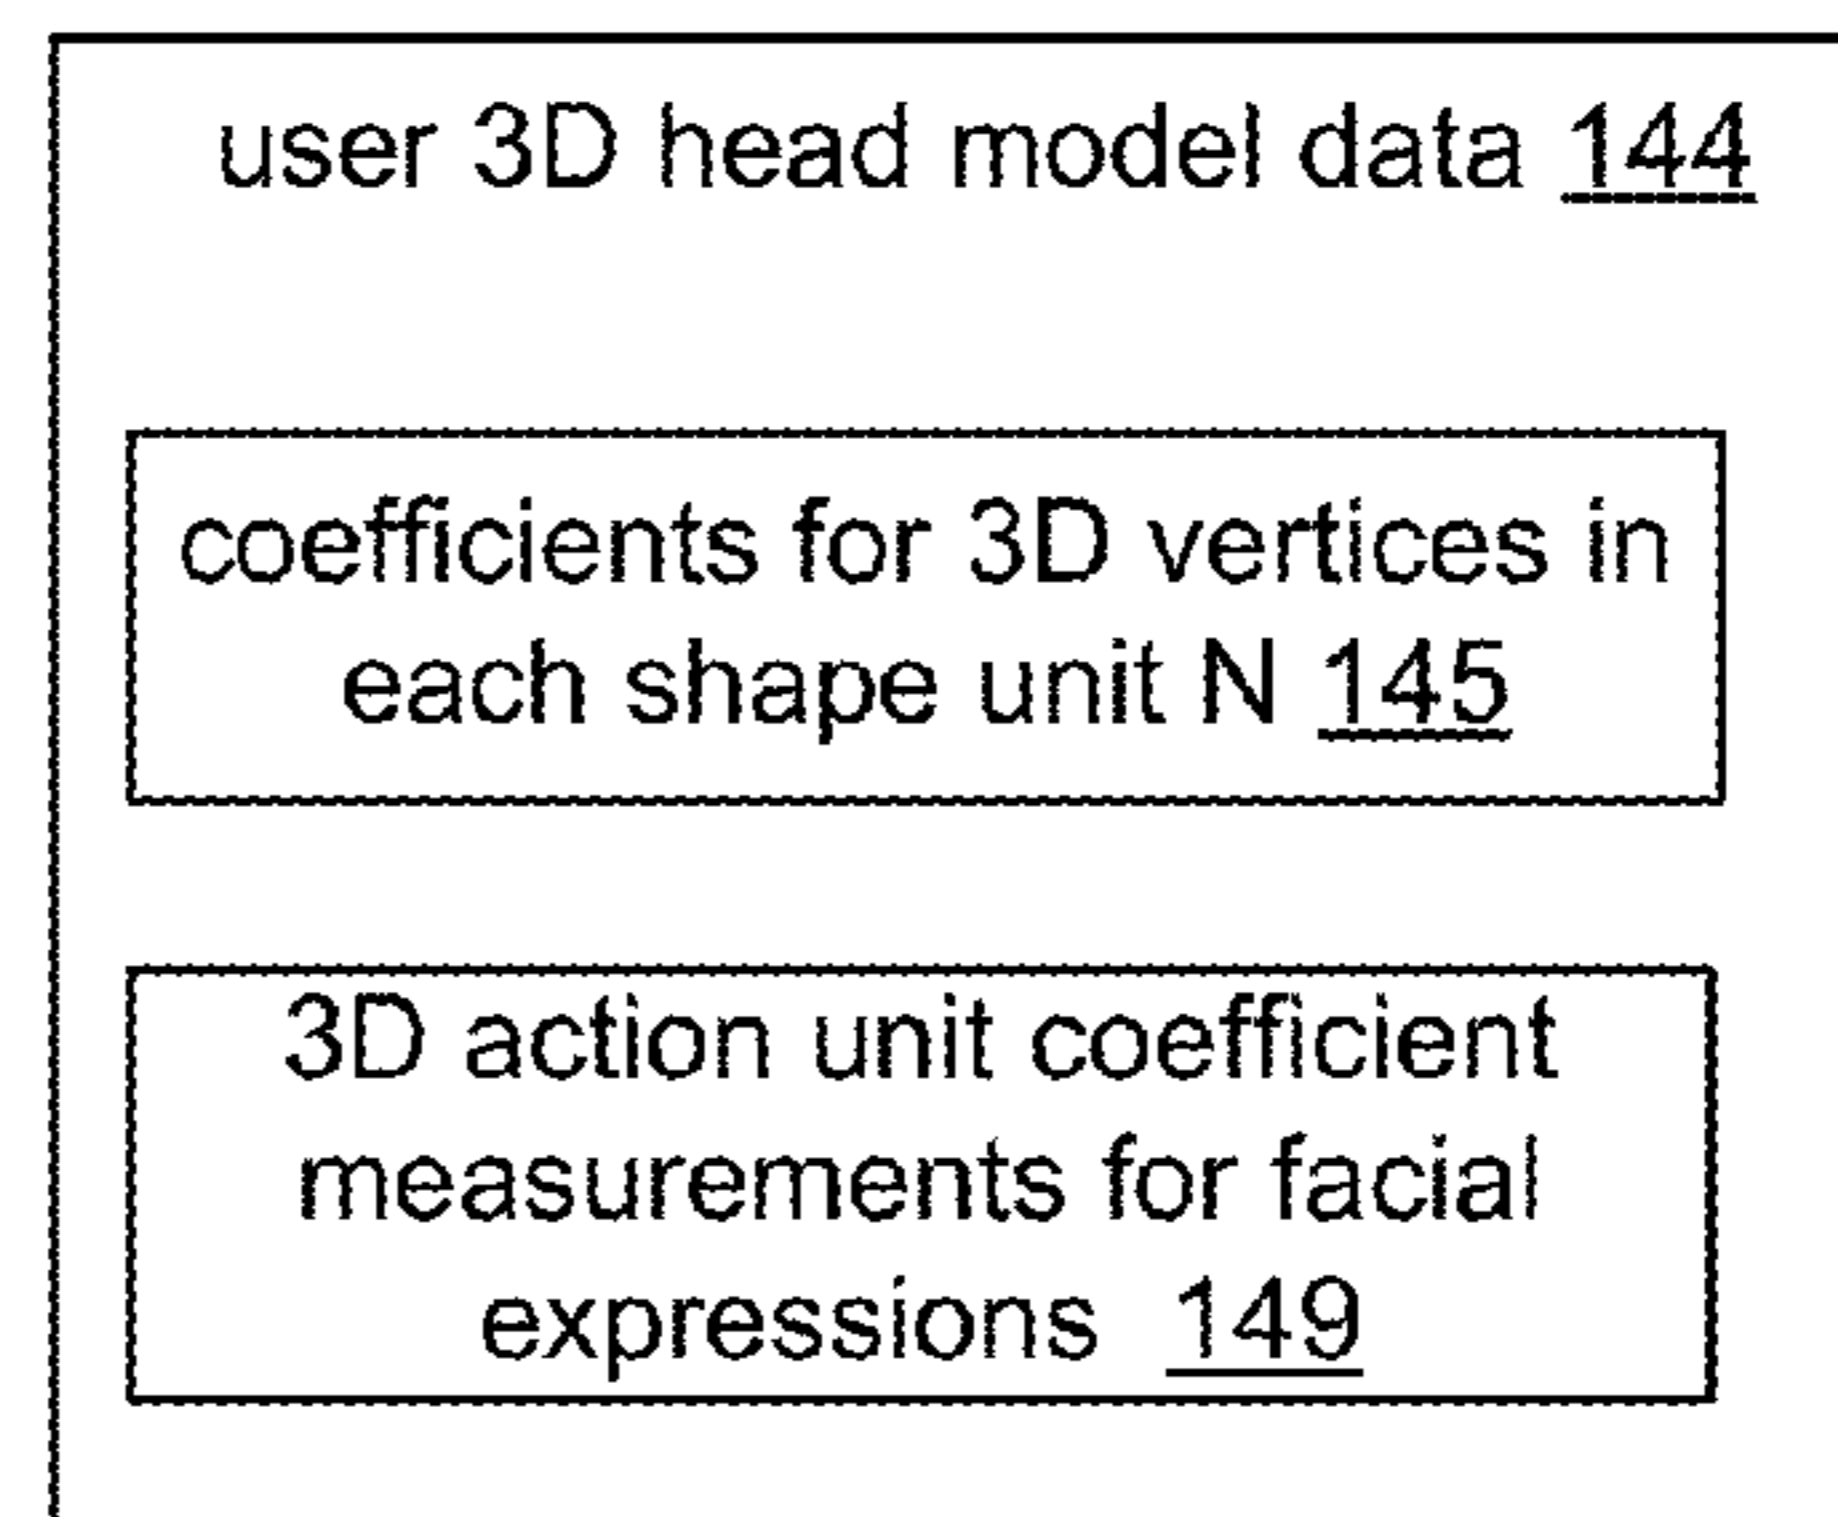 user 3D head model data 144
coefficients for 3D vertices in
each shape unit N 145
3D action unit coefficient
measurements for facial
expressions 149